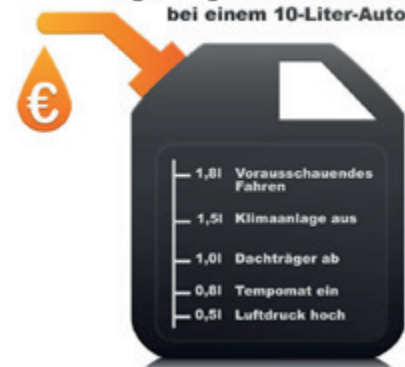 bei einem 10-Liter-Auto
€
1,8l Vorausschauendes
Fahren
1,5l Klimaanlage aus
1,0l Dachträger ab
0,8l Tempomat ein
0,5l Luftdruck hoch